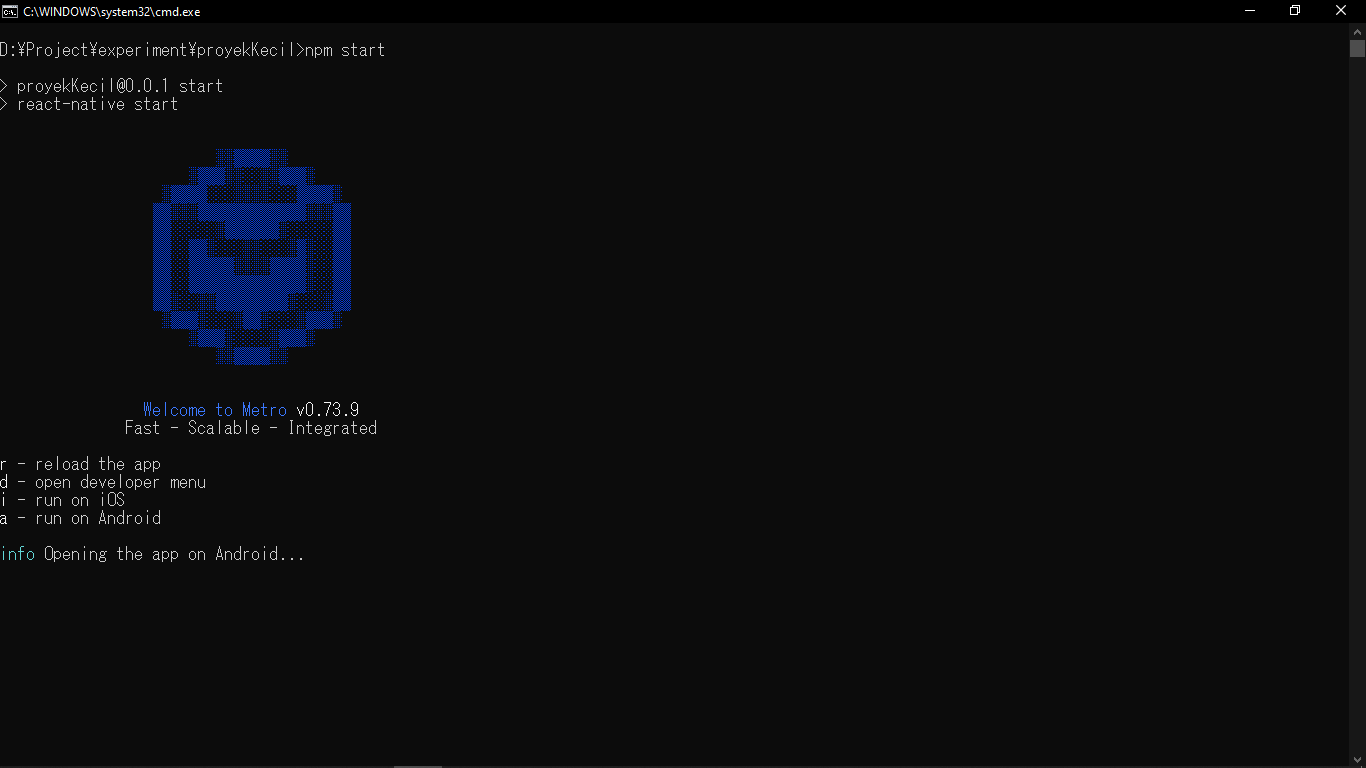 C:\WINDOWS\system32\cmd.exe
D:¥Project¥experiment¥proyekKecil>npm start
> proyekKecil@0.0.1 start
> react-native start
Welcome to Metro v0.73.9
Fast - Scalable - Integrated
r - reload the app
d - open developer menu
i - run on iOS
a - run on Android
info Opening the app on Android...